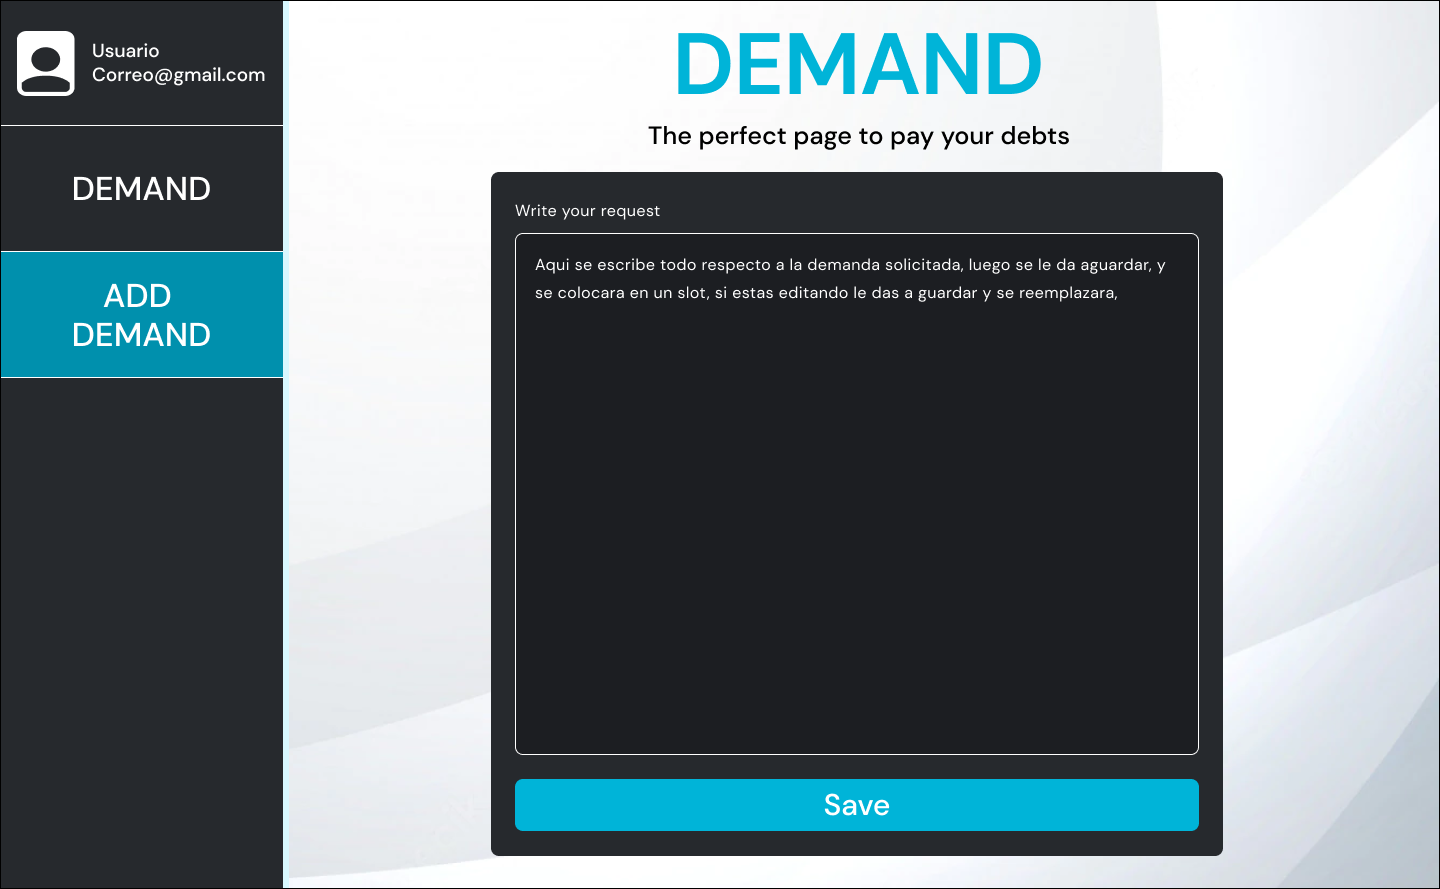 Usuario
Correo@gmail.com
DEMAND
ADD
DEMAND
DEMAND
The perfect page to pay your debts
Write your request
Aqui se escribe todo respecto a la demanda solicitada, luego se le da aguardar, y
se colocara en un slot, si estas editando le das a guardar y se reemplazara,
Save